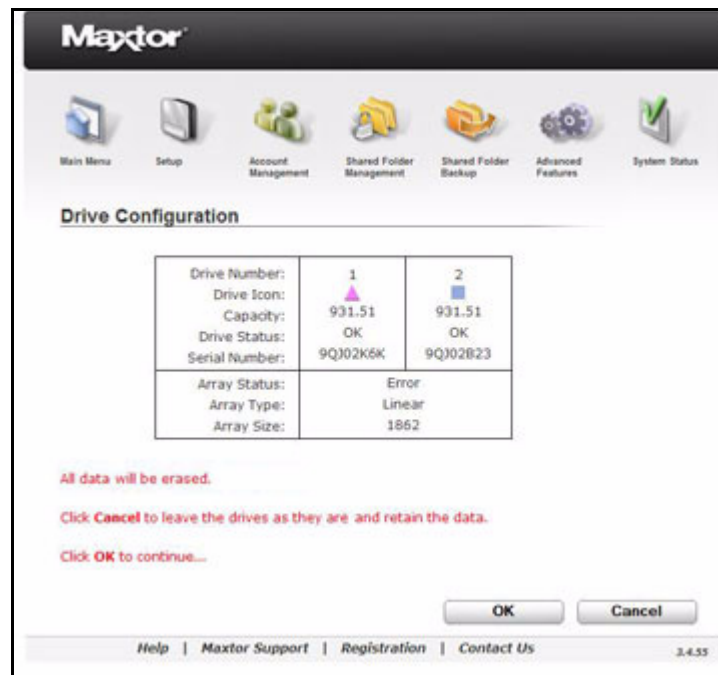 Maxtor
Main Menu
Setup
Account Management
Shared Folder Management
Shared Folder Backup
Advanced Features
System Status
Drive Configuration
Drive Number: 1 2
Drive Icon:
Capacity: 931.51 931.51
Drive Status: OK OK
Serial Number: 9QJ02K6K 9QJ02B23
Array Status: Error
Array Type: Linear
Array Size: 1862
All data will be erased.
Click Cancel to leave the drives as they are and retain the data.
Click OK to continue...
OK Cancel
Help | Maxtor Support | Registration | Contact Us 3.4.55